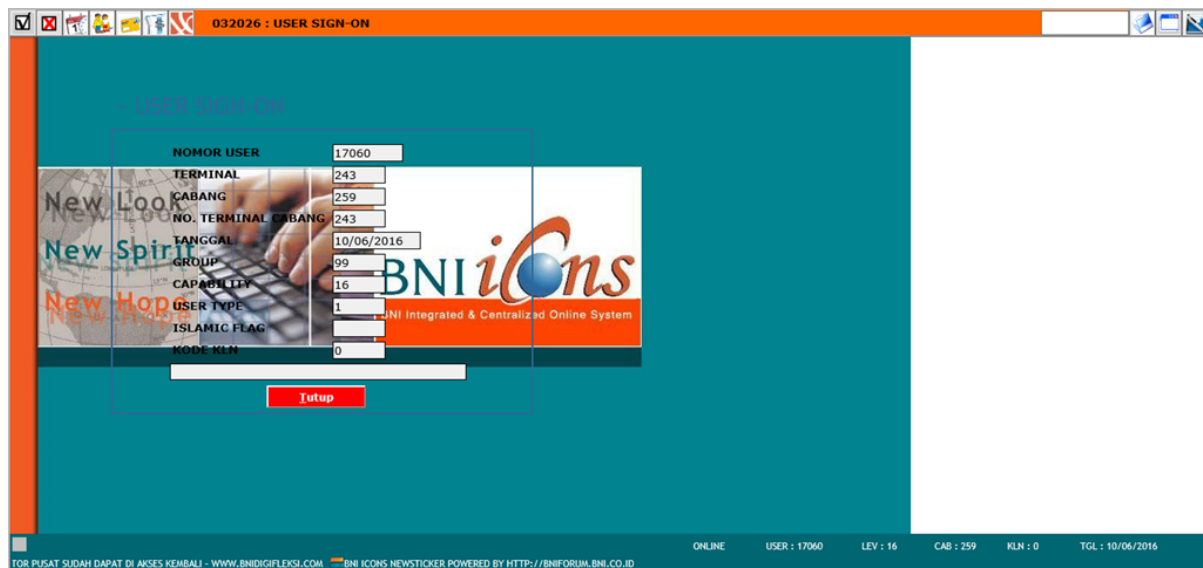 032026 : USER SIGN-ON
- USER SIGN-ON
NOMOR USER 17060
TERMINAL 243
CABANG 259
NO. TERMINAL CABANG 243
TANGGAL 10/06/2016
GROUP 99
CAPABILITY 16
USER TYPE 1
ISLAMIC FLAG
KODE KLN 0
Tutup
New Look
New Spirit
New Hope
BNI iCons
BNI Integrated & Centralized Online System
ONLINE USER : 17060 LEV : 16 CAB : 259 KLN : 0 TGL : 10/06/2016
TOR PUSAT SUDAH DAPAT DI AKSES KEMBALI - WWW.BNIDIGIFLEKSI.COM BNI ICONS NEWSTICKER POWERED BY HTTP://BNIFORUM.BNI.CO.ID